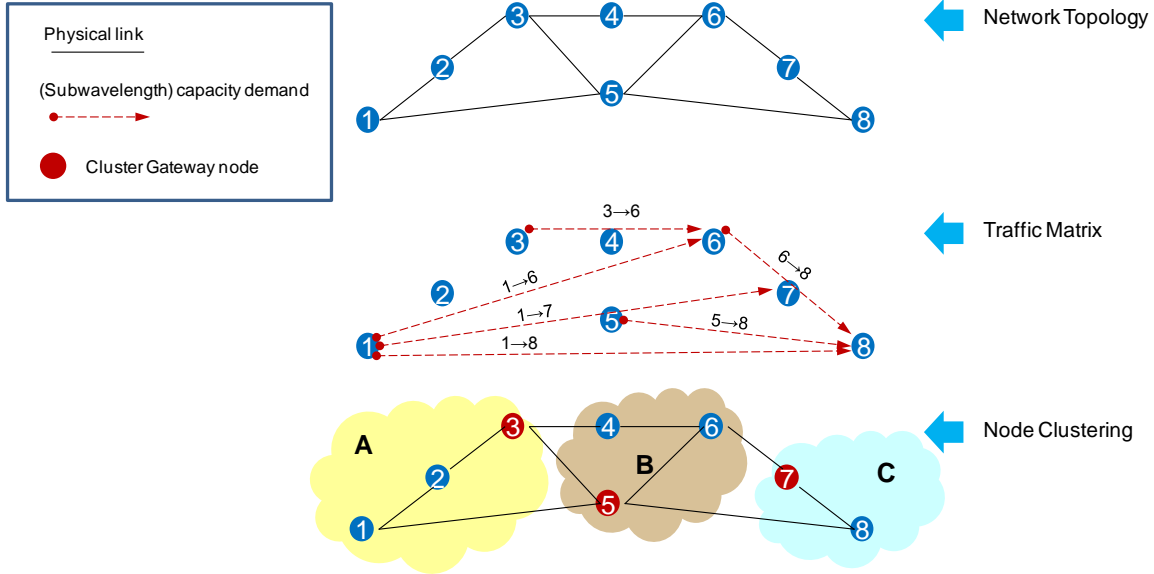 Physical link
(Subwavelength) capacity demand
Cluster Gateway node
3 4 6
2 7
5
1 8
Network Topology
3→6
3 4 6
1→6 6→8
2 7
1→7 5 5→8
1 1→8 8
Traffic Matrix
3 4 6
A B C
2 7
5
1 8
Node Clustering